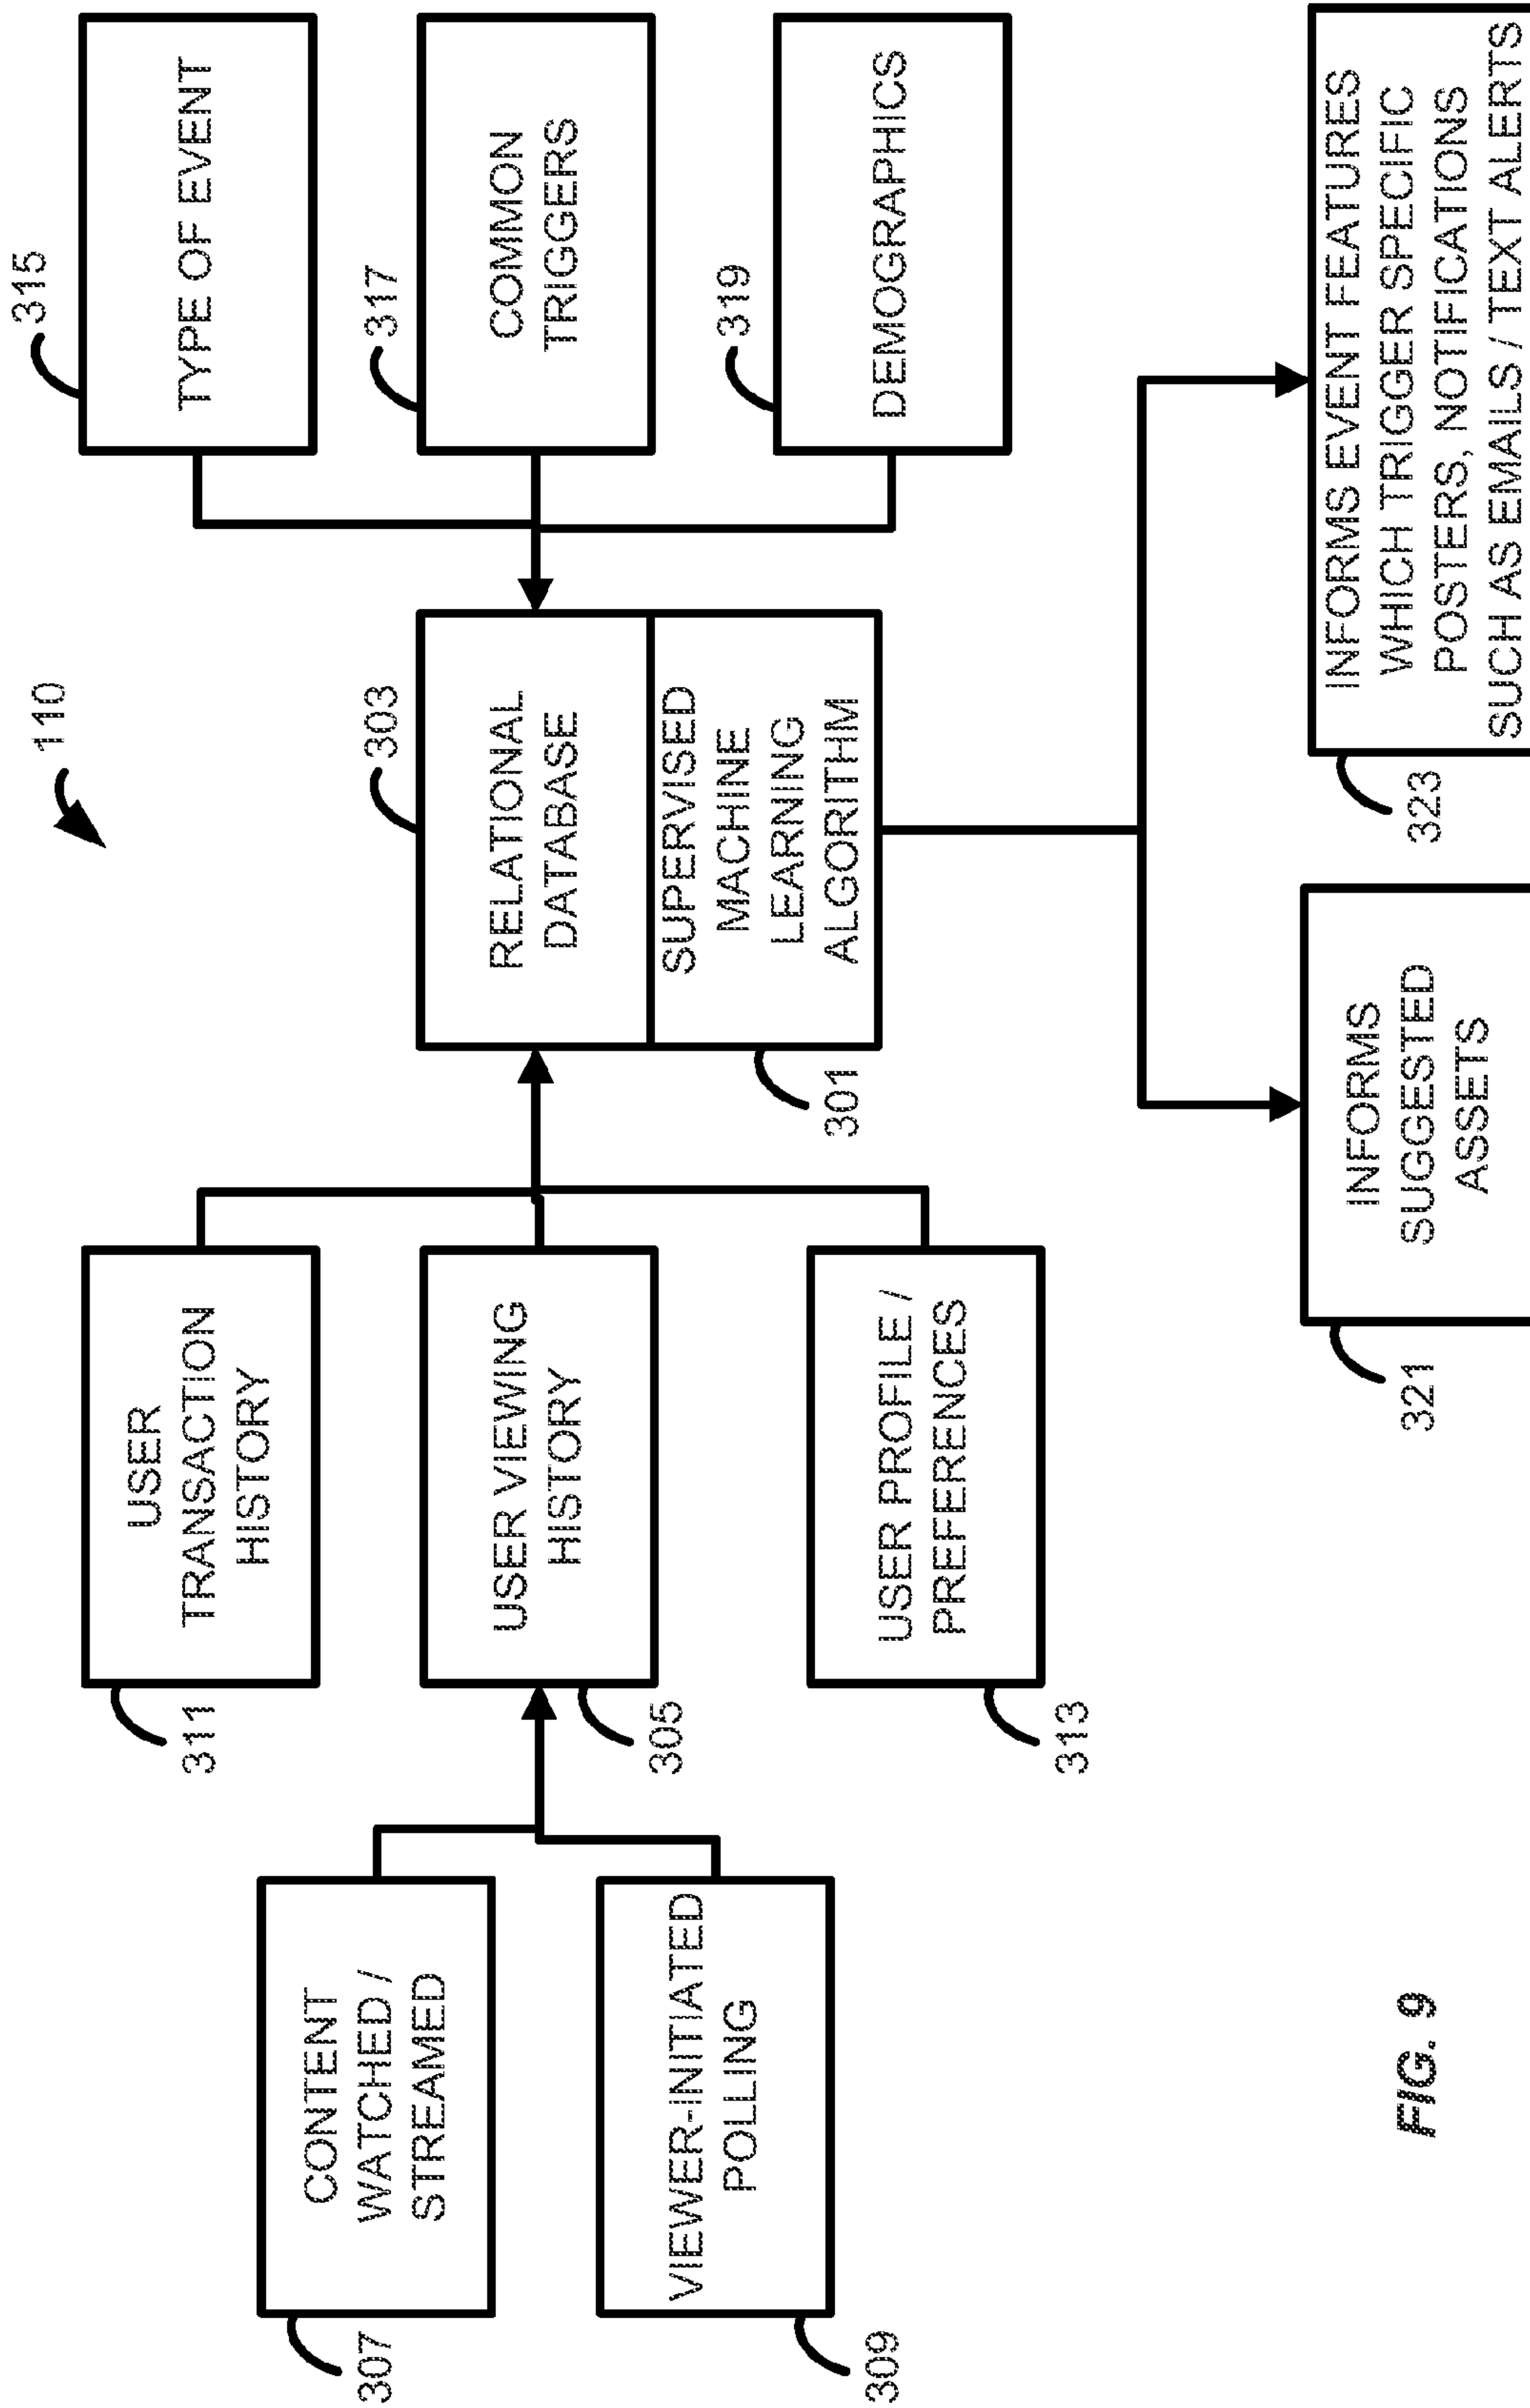 110
307
CONTENT
WATCHED /
STREAMED
309
VIEWER-INITIATED
POLLING
311
USER
TRANSACTION
HISTORY
305
USER VIEWING
HISTORY
313
USER PROFILE /
PREFERENCES
303
RELATIONAL
DATABASE
301
SUPERVISED
MACHINE
LEARNING
ALGORITHM
315
TYPE OF EVENT
317
COMMON
TRIGGERS
319
DEMOGRAPHICS
321
INFORMS
SUGGESTED
ASSETS
323
INFORMS EVENT FEATURES
WHICH TRIGGER SPECIFIC
POSTERS, NOTIFICATIONS
SUCH AS EMAILS / TEXT ALERTS
FIG. 9